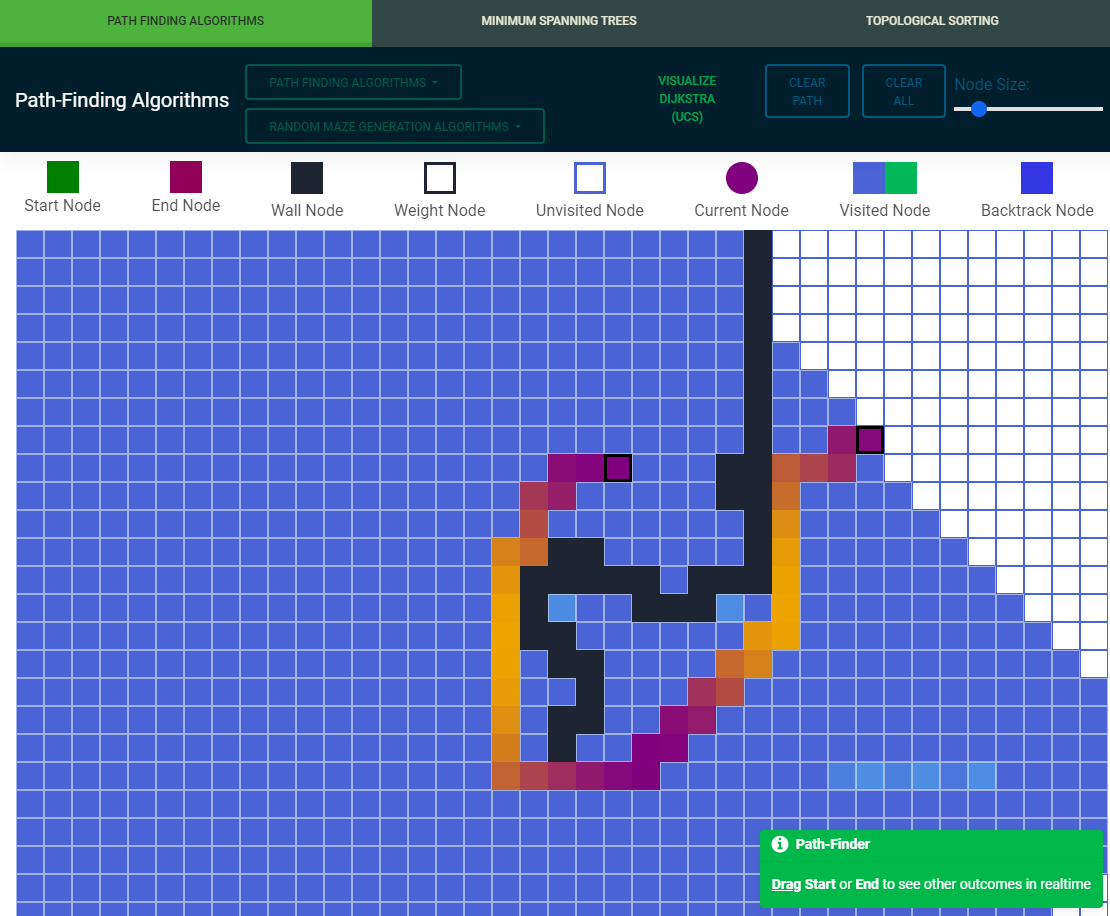 PATH FINDING ALGORITHMS
MINIMUM SPANNING TREES
TOPOLOGICAL SORTING
Path-Finding Algorithms
PATH FINDING ALGORITHMS
RANDOM MAZE GENERATION ALGORITHMS
VISUALIZE
DIJKSTRA
(UCS)
CLEAR
PATH
CLEAR
ALL
Node Size:
Start Node
End Node
Wall Node
Weight Node
Unvisited Node
Current Node
Visited Node
Backtrack Node
Path-Finder
Drag Start or End to see other outcomes in realtime